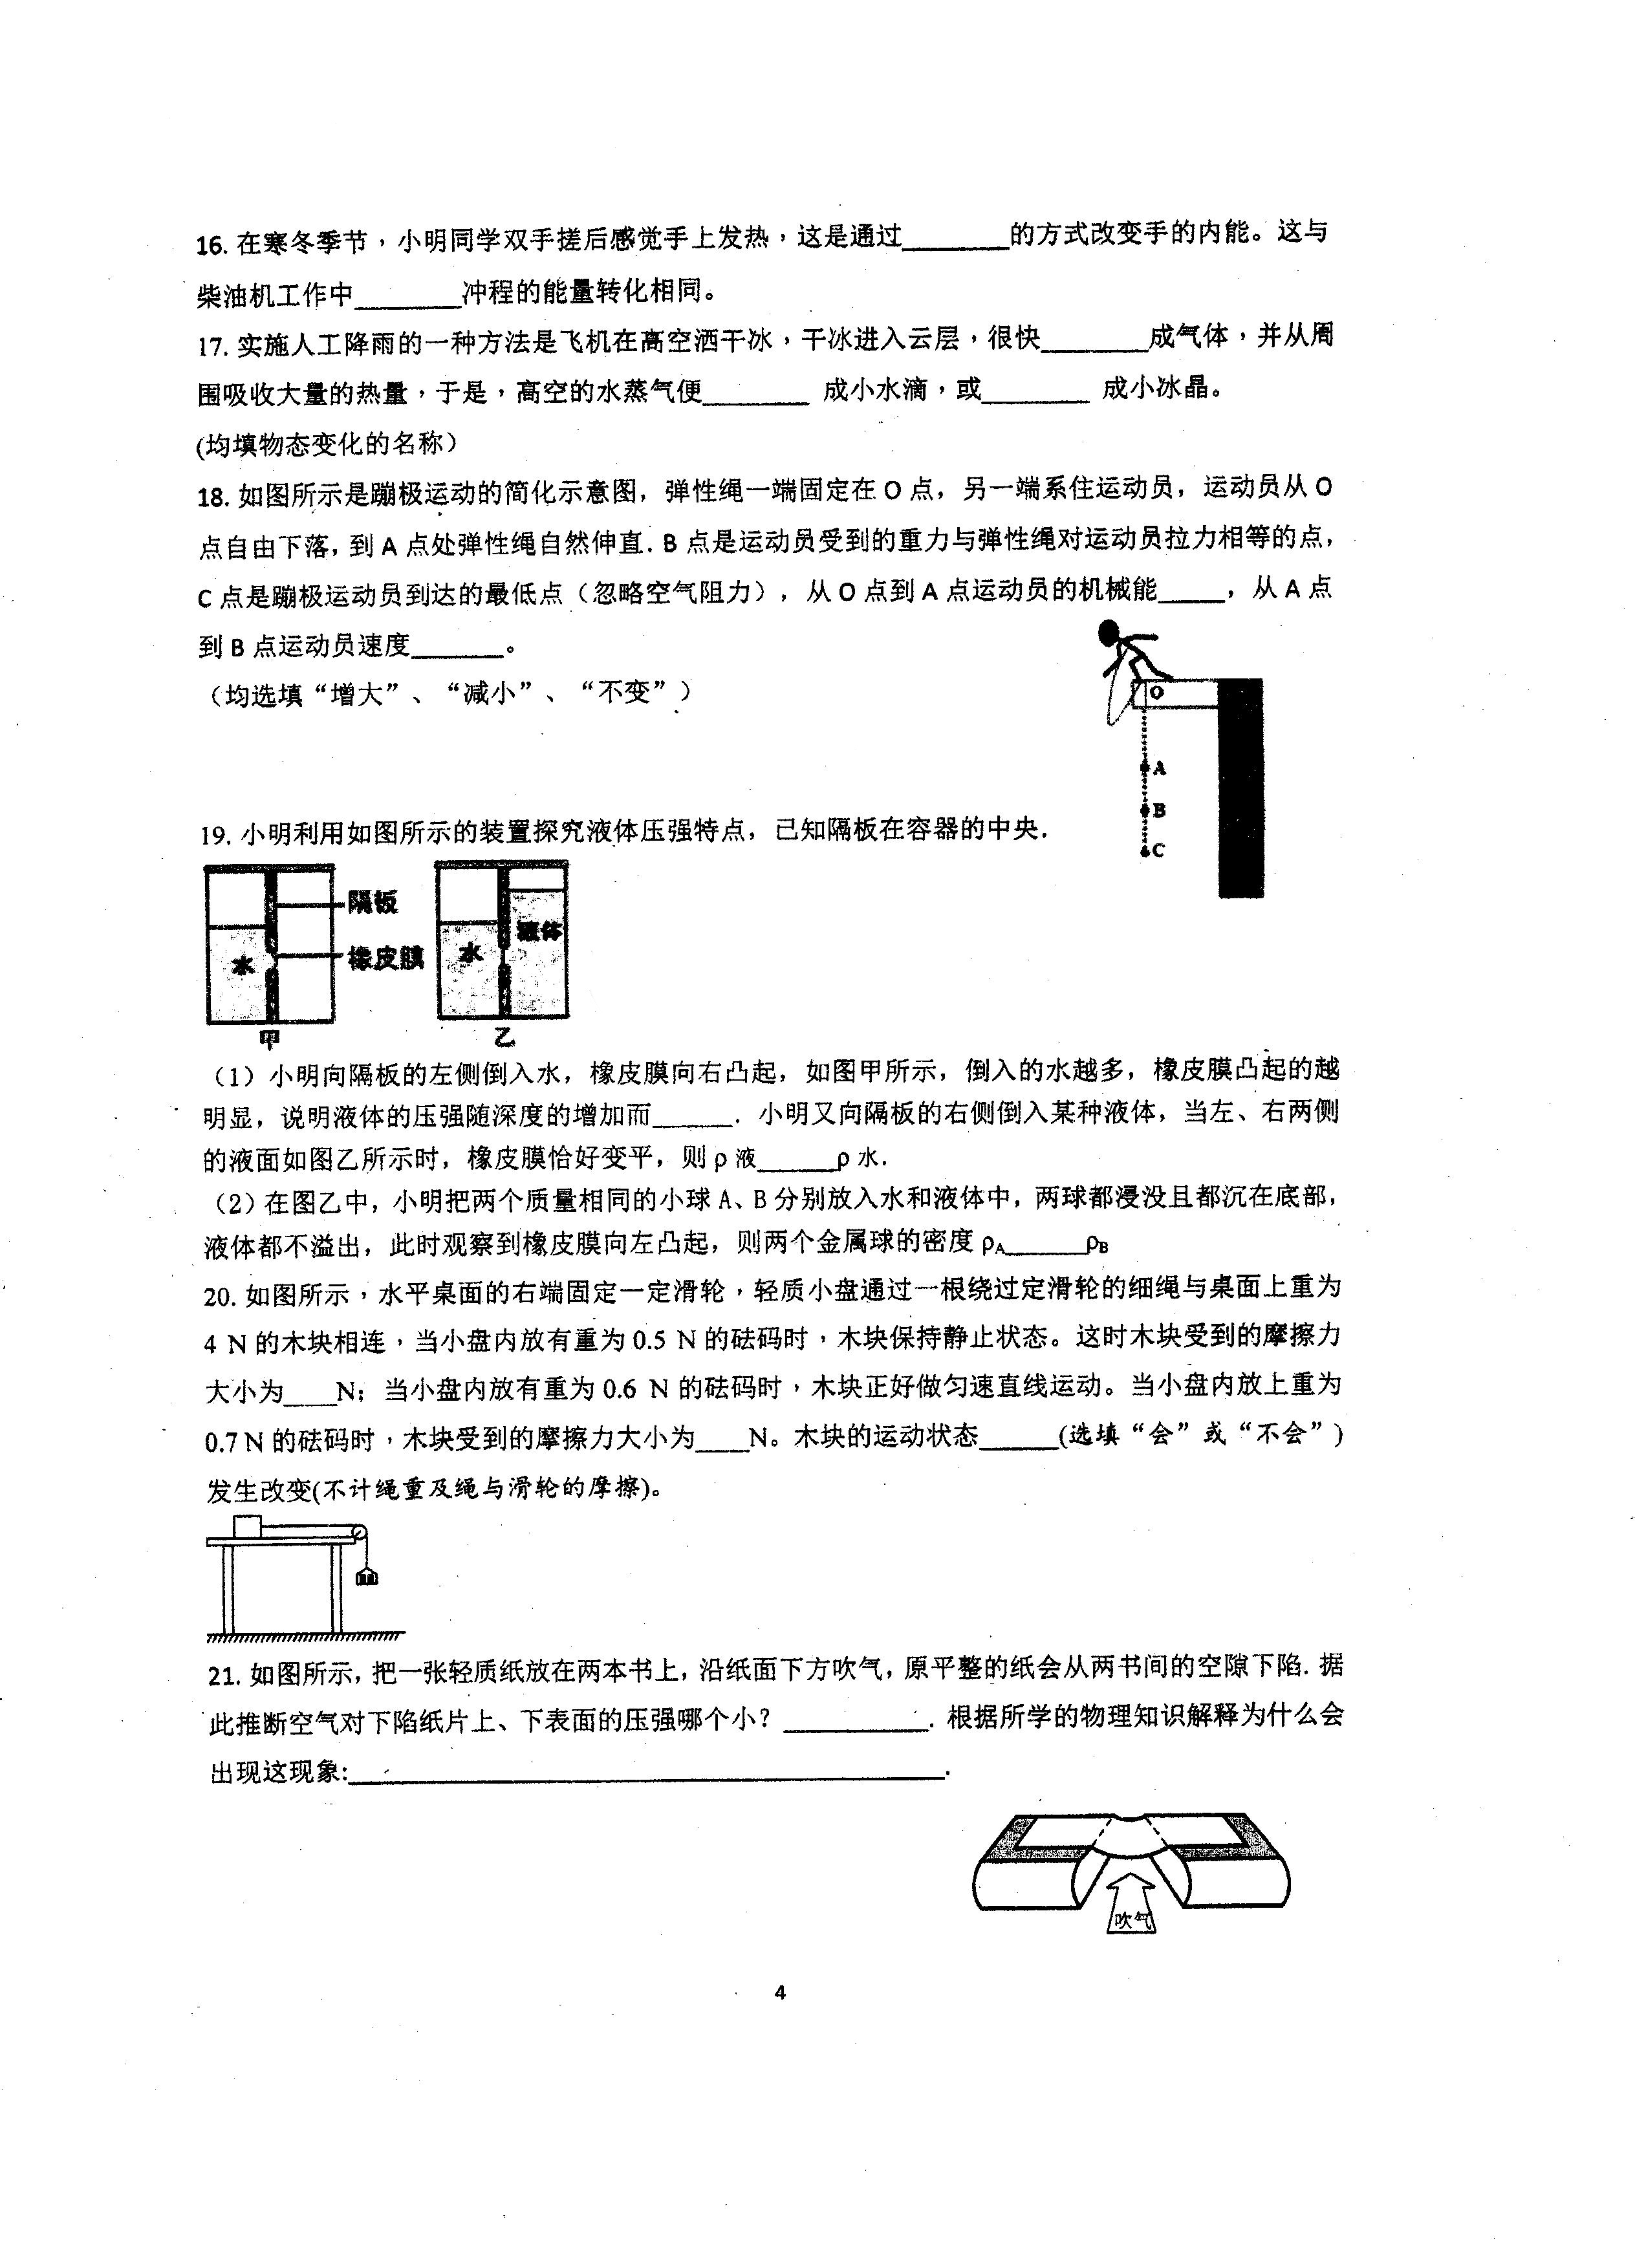 16. 在寒冬季节，小明同学双手搓后感觉手上发热，这是通过________的方式改变手的内能。这与
柴油机工作中________冲程的能量转化相同。
17. 实施人工降雨的一种方法是飞机在高空洒干冰，干冰进入云层，很快________成气体，并从周
围吸收大量的热量，于是，高空的水蒸气便________ 成小水滴，或________ 成小冰晶。
(均填物态变化的名称）
18. 如图所示是蹦极运动的简化示意图，弹性绳一端固定在 O 点，另一端系住运动员，运动员从 O
点自由下落，到 A 点处弹性绳自然伸直. B 点是运动员受到的重力与弹性绳对运动员拉力相等的点，
C 点是蹦极运动员到达的最低点（忽略空气阻力），从 O 点到 A 点运动员的机械能_____，从 A 点
到 B 点运动员速度_______。
（均选填“增大”、“减小”、“不变”）
O
A
B
C
19. 小明利用如图所示的装置探究液体压强特点，已知隔板在容器的中央.
隔板
橡皮膜
水
甲
水
液体
乙
（1）小明向隔板的左侧倒入水，橡皮膜向右凸起，如图甲所示，倒入的水越多，橡皮膜凸起的越
明显，说明液体的压强随深度的增加而______. 小明又向隔板的右侧倒入某种液体，当左、右两侧
的液面如图乙所示时，橡皮膜恰好变平，则 ρ 液______ρ 水.
（2）在图乙中，小明把两个质量相同的小球 A、B 分别放入水和液体中，两球都浸没且都沉在底部，
液体都不溢出，此时观察到橡皮膜向左凸起，则两个金属球的密度 ρA______ρB
20. 如图所示，水平桌面的右端固定一定滑轮，轻质小盘通过一根绕过定滑轮的细绳与桌面上重为
4 N 的木块相连，当小盘内放有重为 0.5 N 的砝码时，木块保持静止状态。这时木块受到的摩擦力
大小为____N；当小盘内放有重为 0.6 N 的砝码时，木块正好做匀速直线运动。当小盘内放上重为
0.7 N 的砝码时，木块受到的摩擦力大小为____N。木块的运动状态______(选填“会”或“不会”)
发生改变(不计绳重及绳与滑轮的摩擦)。
21. 如图所示，把一张轻质纸放在两本书上，沿纸面下方吹气，原平整的纸会从两书间的空隙下陷. 据
此推断空气对下陷纸片上、下表面的压强哪个小？___________. 根据所学的物理知识解释为什么会
出现这现象:_____________________________________________.
吹气
4